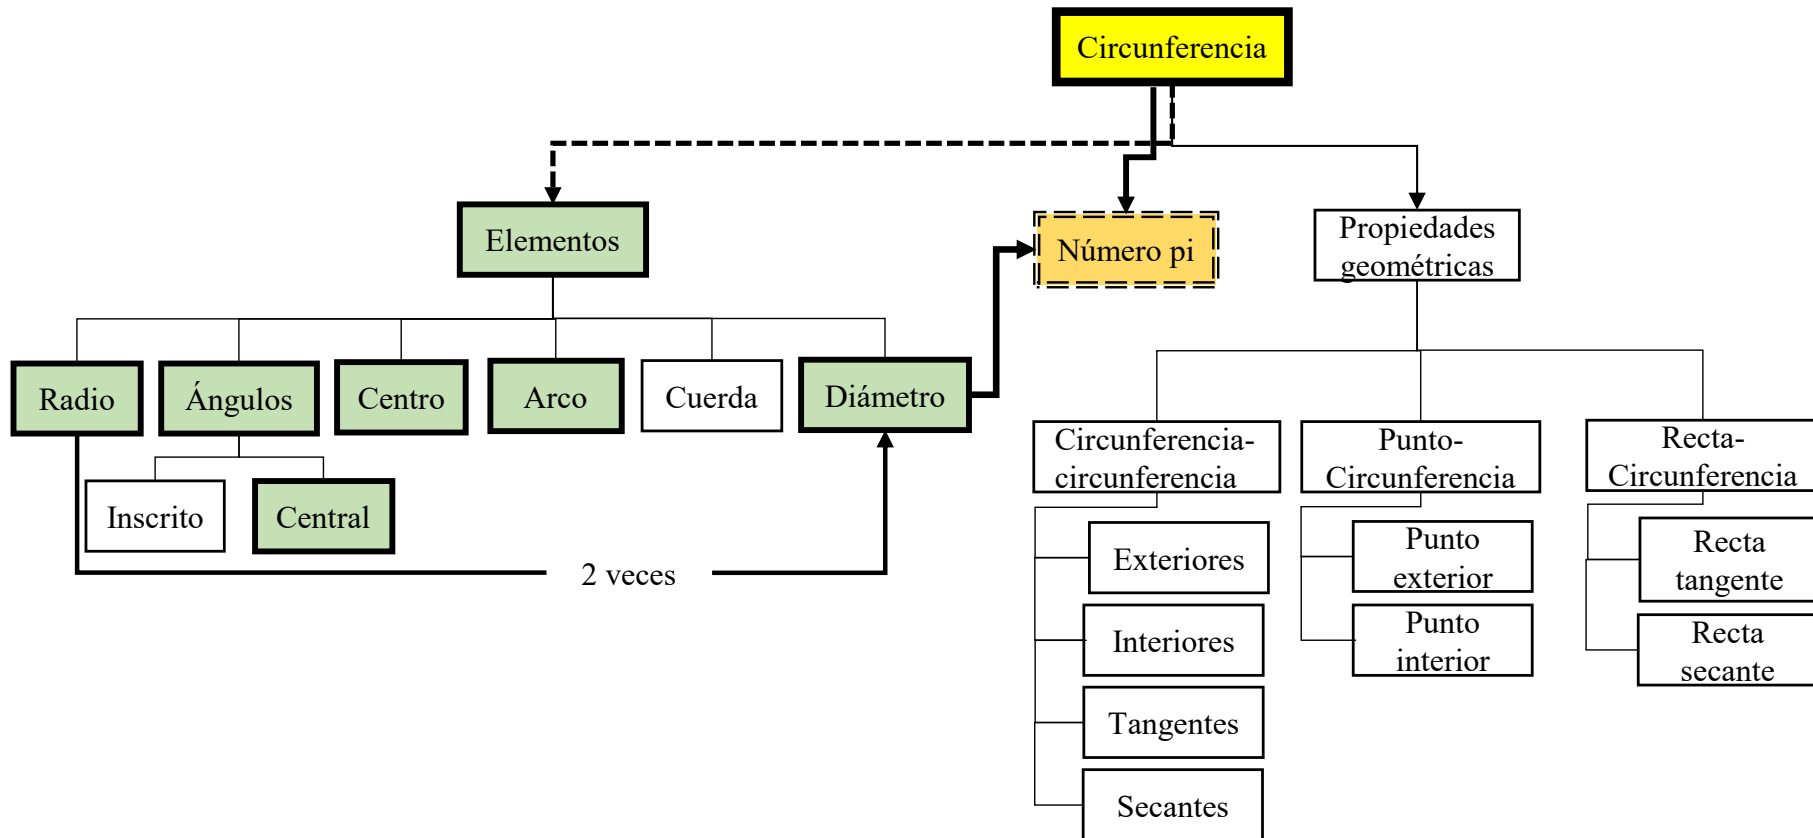 Circunferencia
Elementos
Número pi
Propiedades
geométricas
Radio
Ángulos
Centro
Arco
Cuerda
Diámetro
Inscrito
Central
2 veces
Circunferencia-
circunferencia
Exteriores
Interiores
Tangentes
Secantes
Punto-
Circunferencia
Punto
exterior
Punto
interior
Recta-
Circunferencia
Recta
tangente
Recta
secante